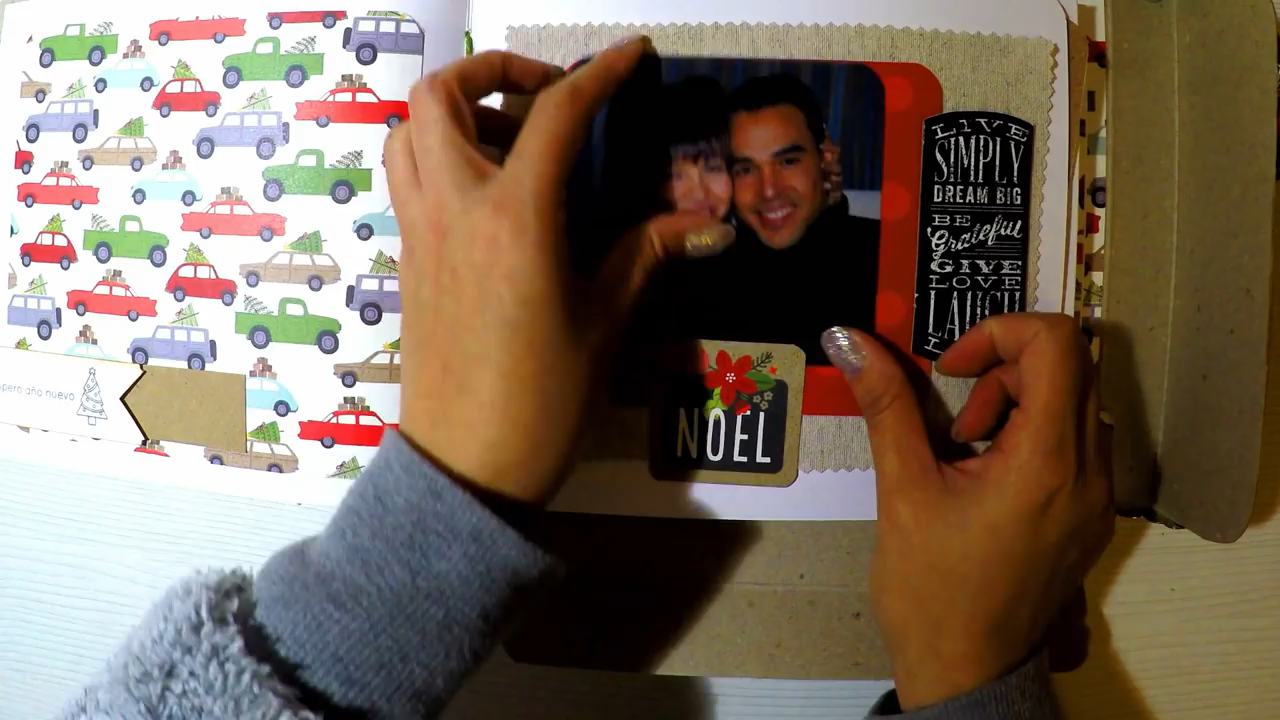 pero año nuevo
LIVE
SIMPLY
DREAM BIG
BE
Grateful
GIVE
LOVE
LAUGH
NOEL